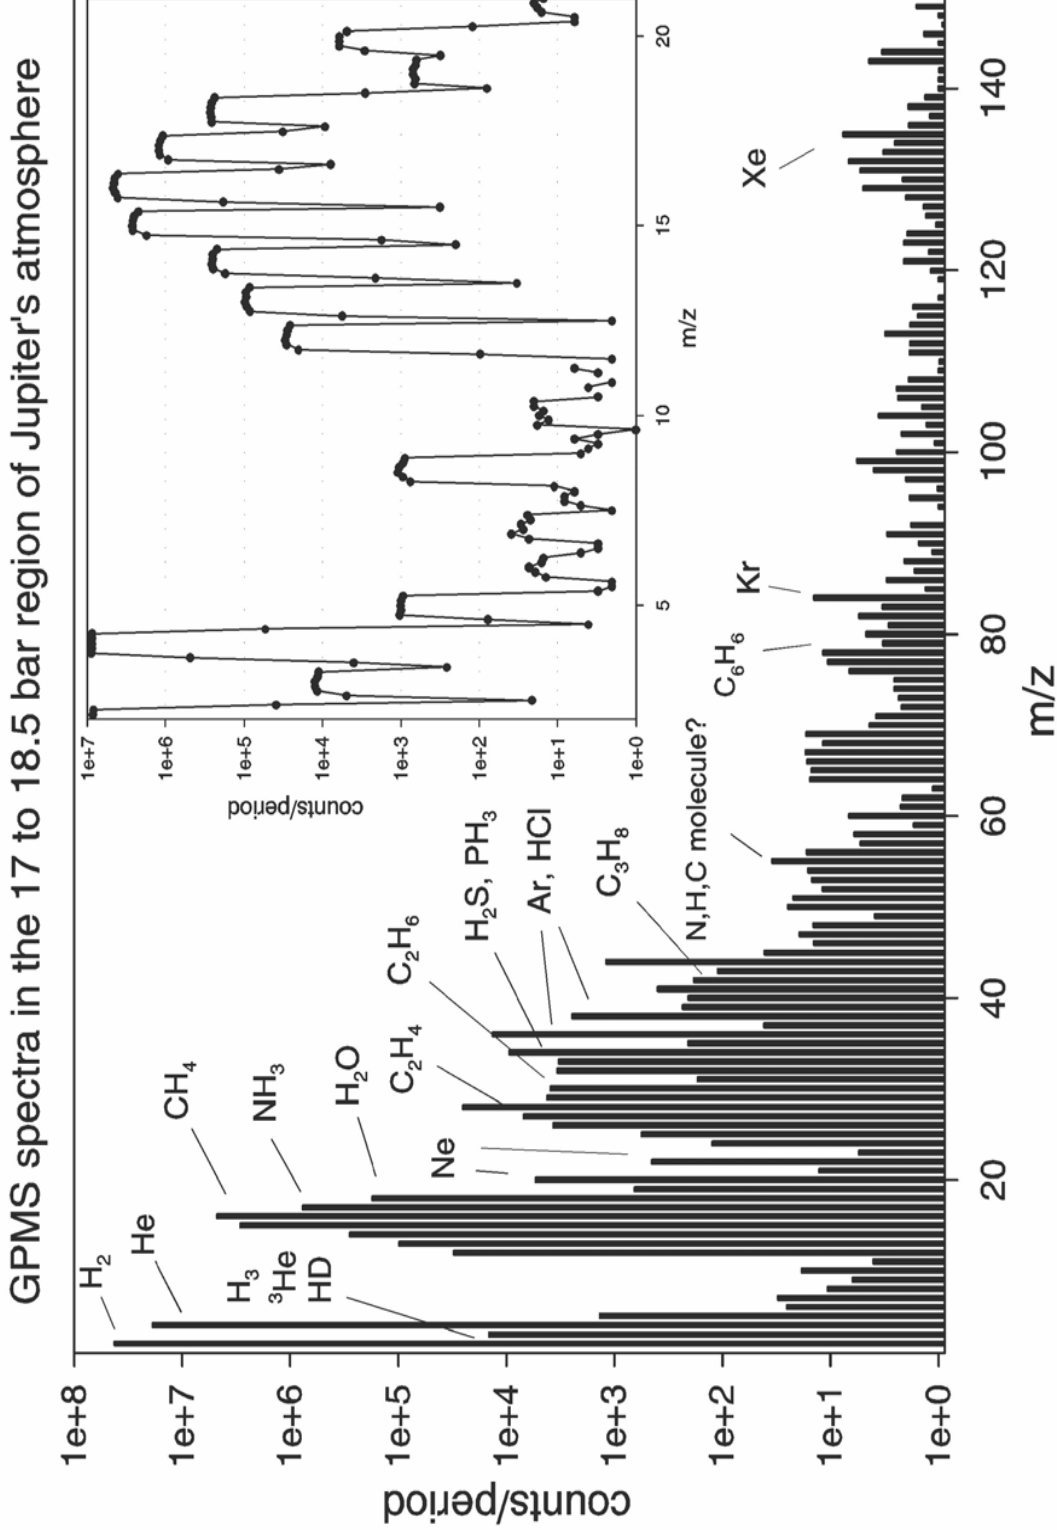 GPMS spectra in the 17 to 18.5 bar region of Jupiter's atmosphere
counts/period
1e+8
1e+7
1e+6
1e+5
1e+4
1e+3
1e+2
1e+1
1e+0
H₂
He
H₃
³He
HD
CH₄
NH₃
H₂O
Ne
C₂H₄
C₂H₆
H₂S, PH₃
Ar, HCl
C₃H₈
N,H,C molecule?
C₆H₆
Kr
Xe
counts/period
1e+7
1e+6
1e+5
1e+4
1e+3
1e+2
1e+1
1e+0
5
10
15
20
m/z
20
40
60
80
100
120
140
m/z